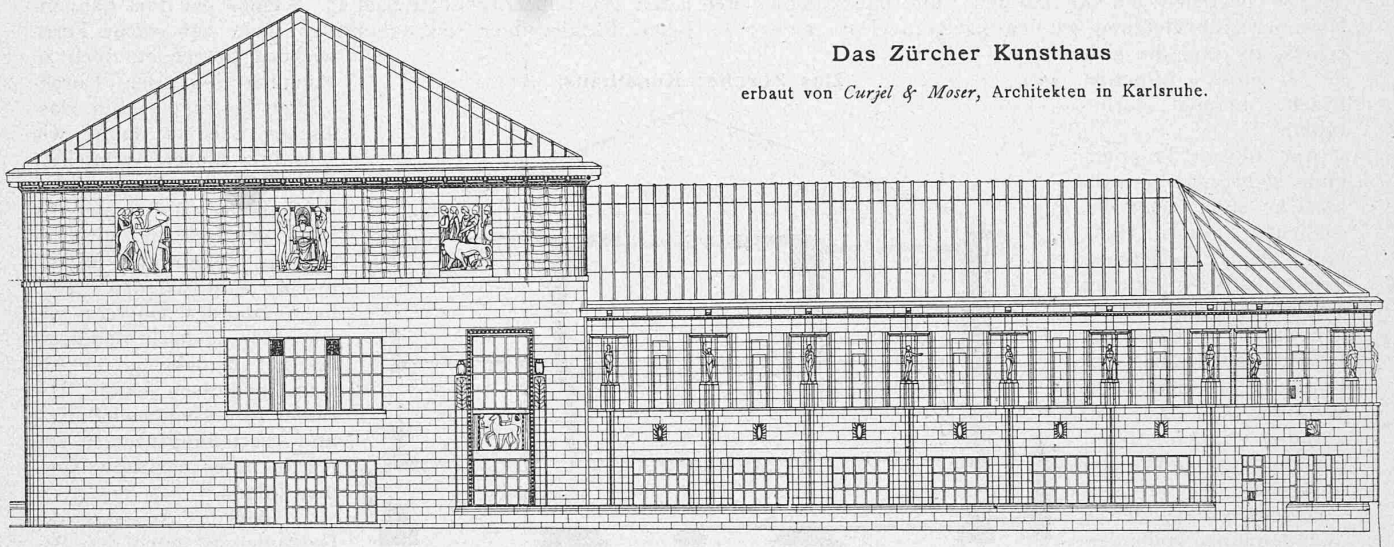 Das Zürcher Kunsthaus
erbaut von Curjel & Moser, Architekten in Karlsruhe.